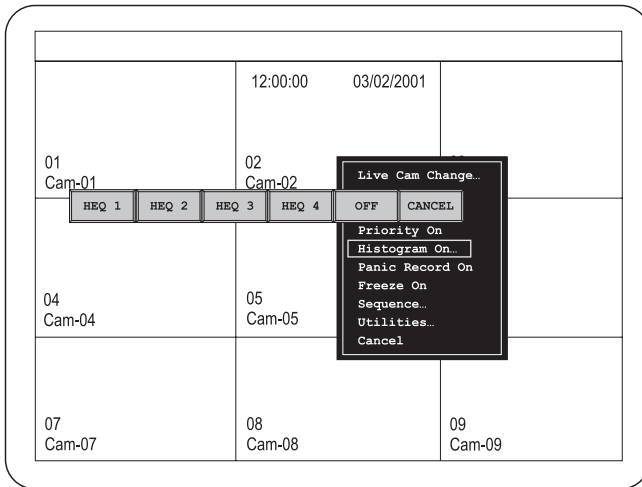 12:00:00 03/02/2001
01
Cam-01
02
Cam-02
Live Cam Change…
HEQ 1 HEQ 2 HEQ 3 HEQ 4 OFF CANCEL
Priority On
Histogram On…
Panic Record On
Freeze On
Sequence…
Utilities…
Cancel
04
Cam-04
05
Cam-05
07
Cam-07
08
Cam-08
09
Cam-09